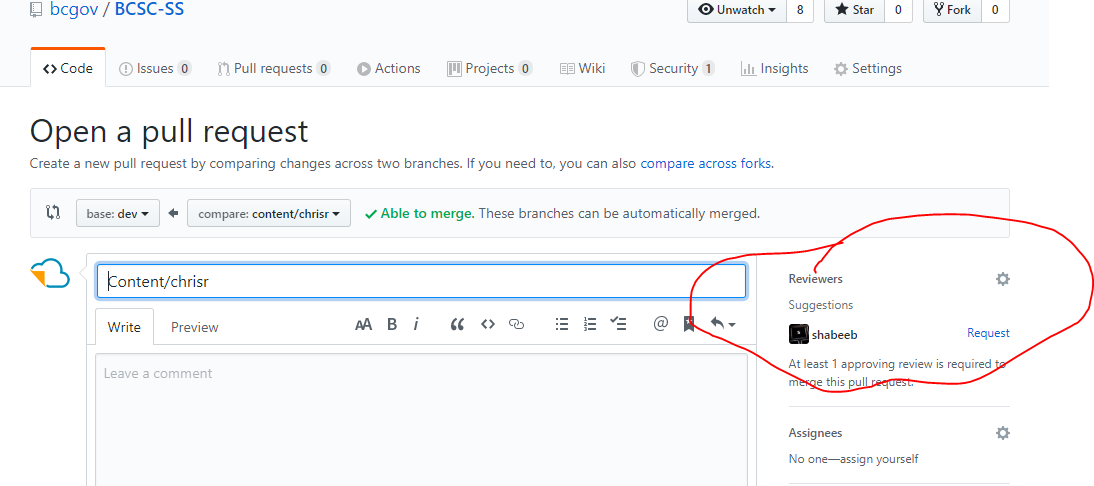 bcgov / BCSC-SS
Unwatch 8 Star 0 Fork 0
Code Issues 0 Pull requests 0 Actions Projects 0 Wiki Security 1 Insights Settings
Open a pull request
Create a new pull request by comparing changes across two branches. If you need to, you can also compare across forks.
base: dev compare: content/chrisr Able to merge. These branches can be automatically merged.
Content/chrisr
Write Preview AA B i
Leave a comment
Reviewers
Suggestions
shabeeb Request
At least 1 approving review is required to
merge this pull request.
Assignees
No one—assign yourself